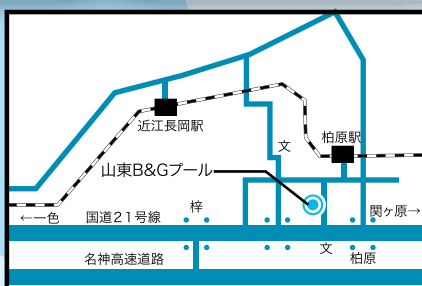 近江長岡駅
文
柏原駅
山東B&Gプール
←一色
国道21号線
梓
関ヶ原→
名神高速道路
文
柏原